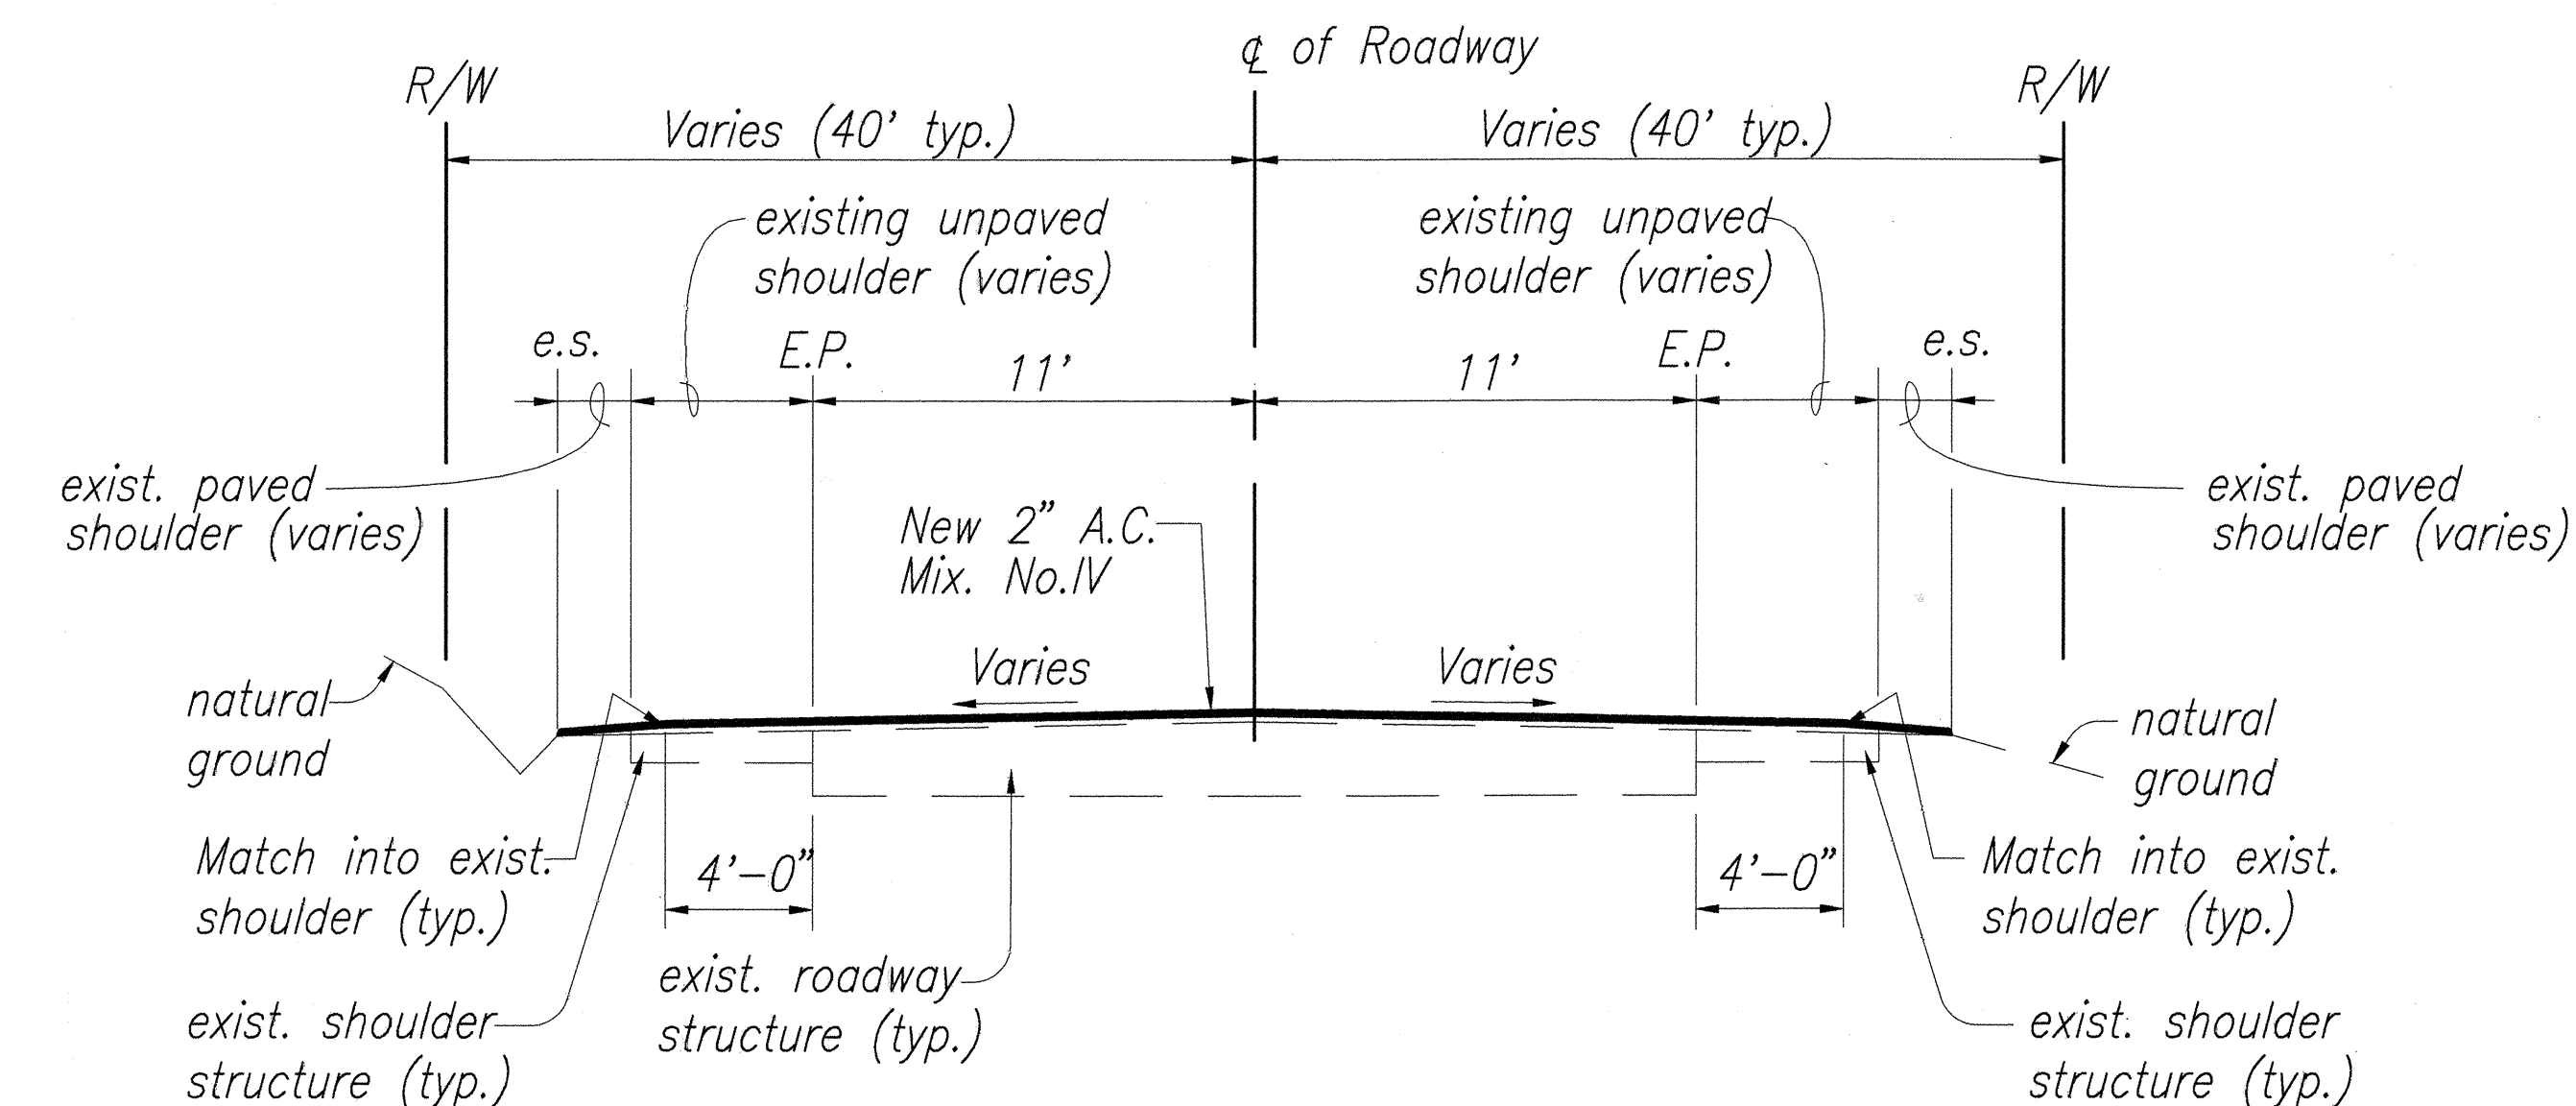 ℄ of Roadway
R/W
R/W
Varies (40' typ.)
Varies (40' typ.)
existing unpaved
shoulder (varies)
existing unpaved
shoulder (varies)
e.s.
E.P.
11'
11'
E.P.
e.s.
exist. paved
shoulder (varies)
New 2" A.C.
Mix. No.IV
exist. paved
shoulder (varies)
Varies
Varies
natural
ground
natural
ground
Match into exist.
shoulder (typ.)
4'-0"
4'-0"
Match into exist.
shoulder (typ.)
exist. roadway
structure (typ.)
exist. shoulder
structure (typ.)
exist. shoulder
structure (typ.)